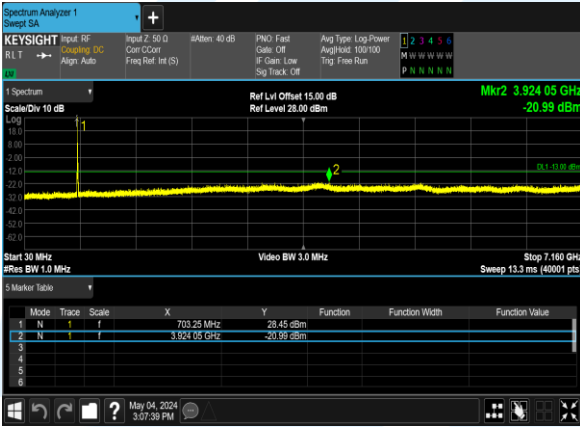 Spectrum Analyzer 1
Swept SA
+
KEYSIGHT Input: RF Input Z: 50 Ω #Atten: 40 dB PNO: Fast Avg Type: Log-Power 1 2 3 4 5 6
RLT Coupling: DC Corr CCorr Gate: Off Avg|Hold: 100/100 M W W W W W
Align: Auto Freq Ref: Int (S) IF Gain: Low Trig: Free Run
Sig Track: Off P N N N N N
1 Spectrum Ref Lvl Offset 15.00 dB Mkr2 3.924 05 GHz
Scale/Div 10 dB Ref Level 28.00 dBm -20.99 dBm
Log
18.0
8.00
-2.00
-12.0
-22.0
-32.0
-42.0
-52.0
-62.0
1
2
DL1 -13.00 dBm
Start 30 MHz Video BW 3.0 MHz Stop 7.160 GHz
#Res BW 1.0 MHz Sweep 13.3 ms (40001 pts
5 Marker Table
Mode Trace Scale X Y Function Function Width Function Value
1 N 1 f 703.25 MHz 28.45 dBm
2 N 1 f 3.924 05 GHz -20.99 dBm
3
4
5
6
? May 04, 2024
3:07:39 PM